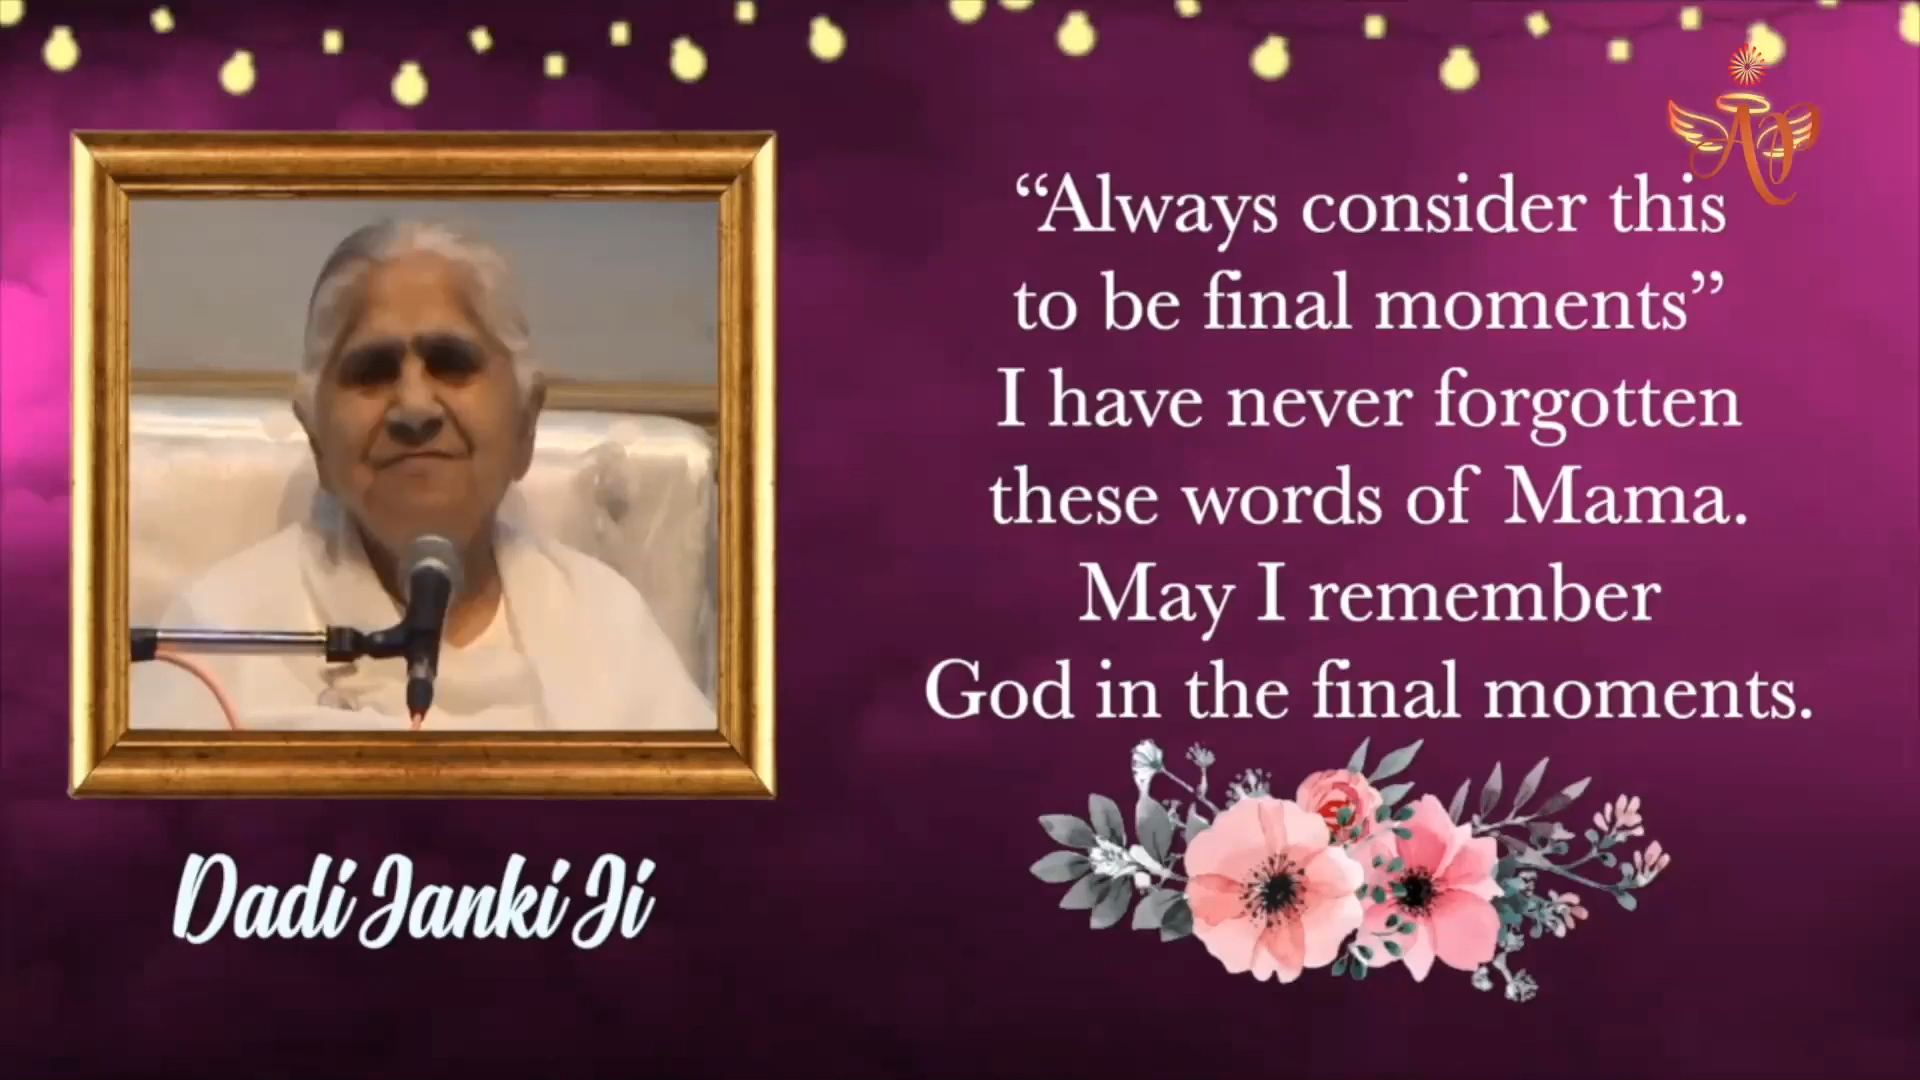 “Always consider this
to be final moments”
I have never forgotten
these words of Mama.
May I remember
God in the final moments.
Dadi Janki Ji